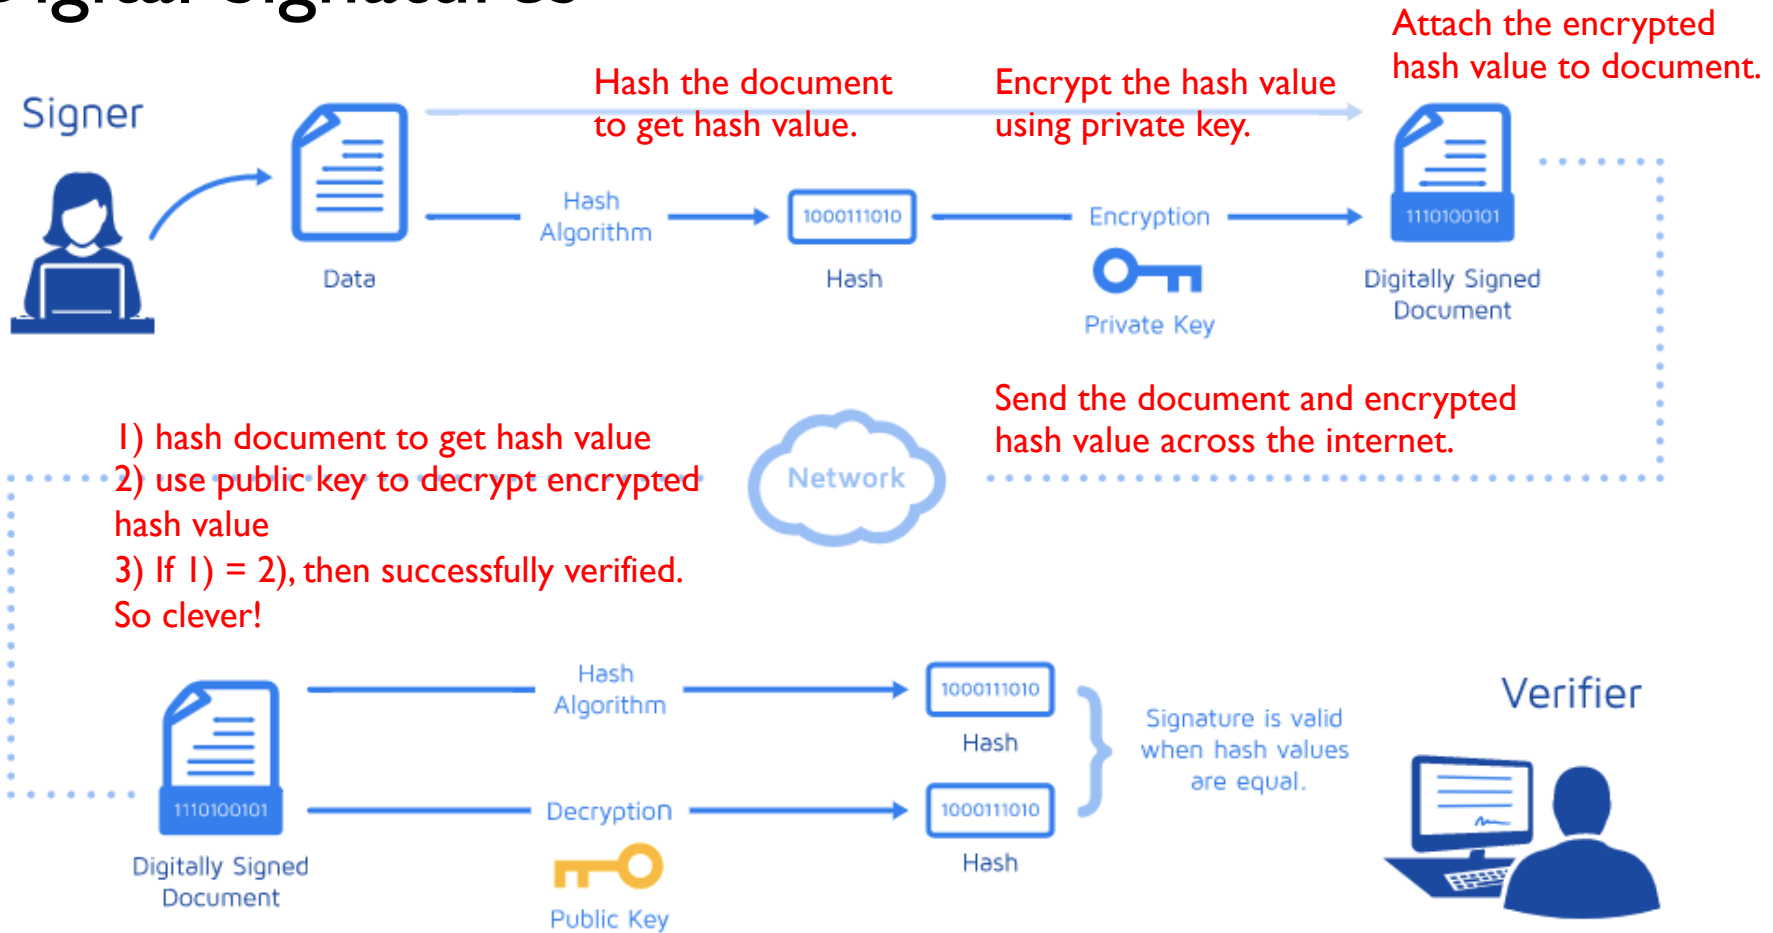 Digital Signatures
Attach the encrypted
hash value to document.
Hash the document
to get hash value.
Encrypt the hash value
using private key.
Signer
Hash
Algorithm
1000111010
Encryption
1110100101
Data
Hash
Private Key
Digitally Signed
Document
Send the document and encrypted
hash value across the internet.
Network
1) hash document to get hash value
2) use public key to decrypt encrypted
hash value
3) If 1) = 2), then successfully verified.
So clever!
Hash
Algorithm
1000111010
Hash
Signature is valid
when hash values
are equal.
Verifier
1110100101
Decryption
1000111010
Hash
Digitally Signed
Document
Public Key